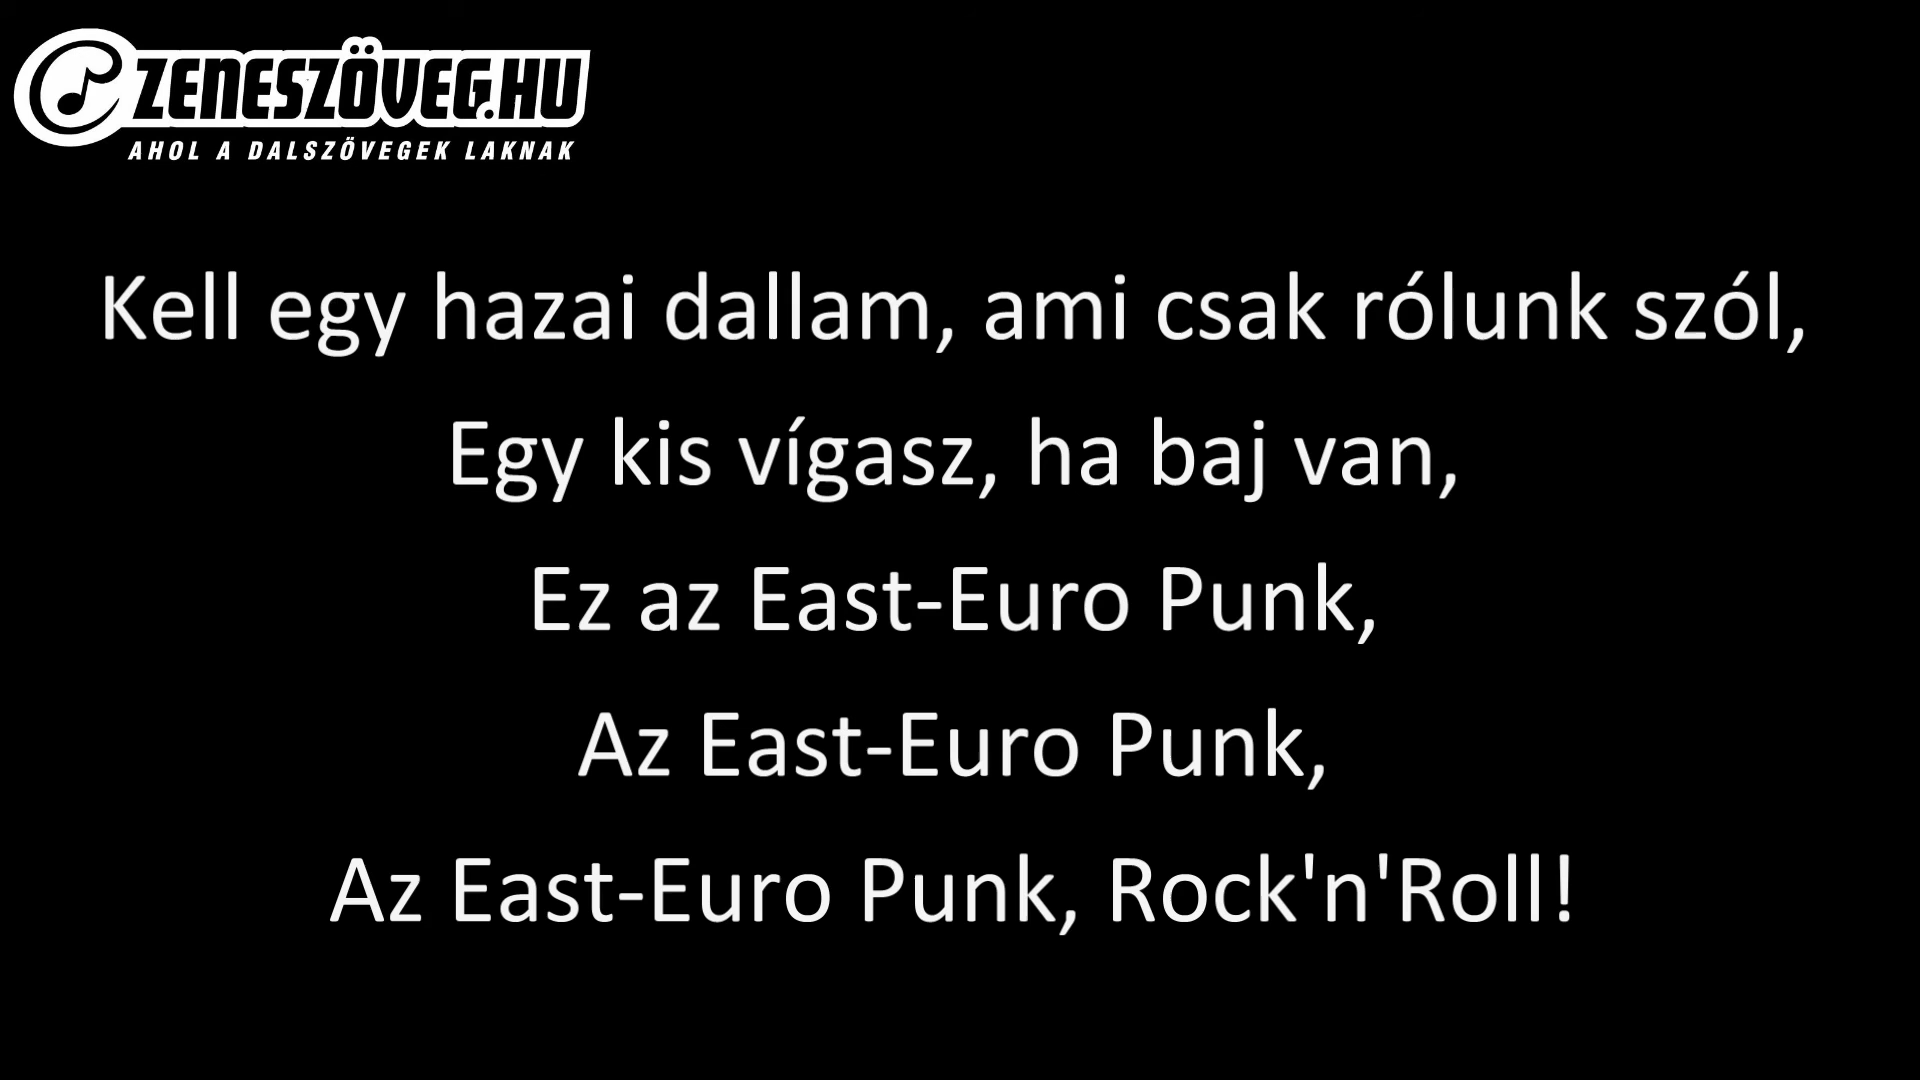 ZENESZÖVEG.HU
AHOL A DALSZÖVEGEK LAKNAK
Kell egy hazai dallam, ami csak rólunk szól,
Egy kis vígasz, ha baj van,
Ez az East-Euro Punk,
Az East-Euro Punk,
Az East-Euro Punk, Rock'n'Roll!